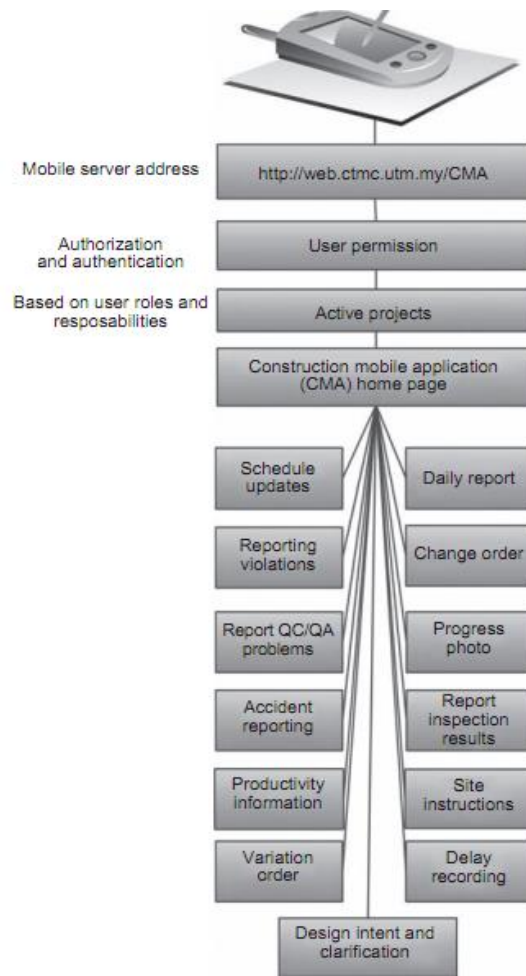 Mobile server address
http://web.ctmc.utm.my/CMA
Authorization
and authentication
User permission
Based on user roles and
resposabilities
Active projects
Construction mobile application
(CMA) home page
Schedule
updates
Daily report
Reporting
violations
Change order
Report QC/QA
problems
Progress
photo
Accident
reporting
Report
inspection
results
Productivity
information
Site
instructions
Variation
order
Delay
recording
Design intent and
clarification